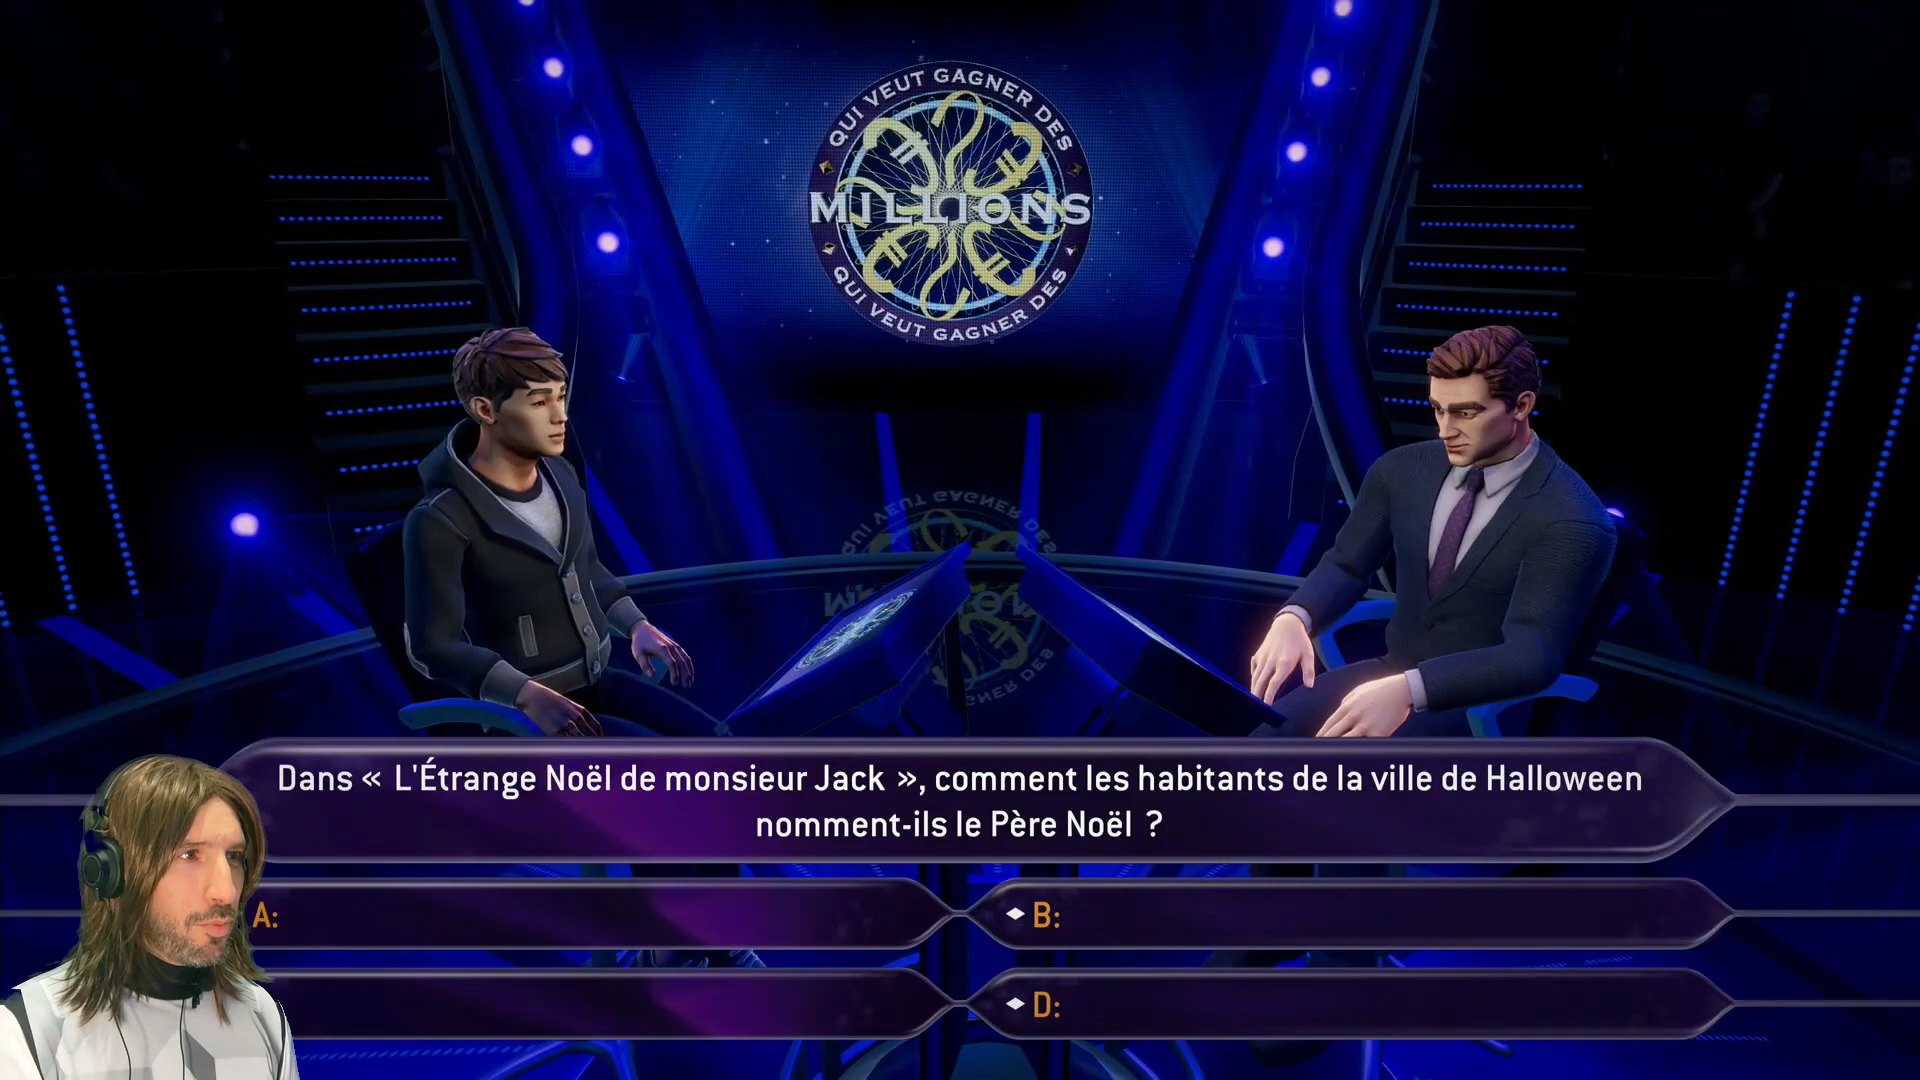 QUI VEUT GAGNER DES
MILLIONS
QUI VEUT GAGNER DES
Dans « L'Étrange Noël de monsieur Jack », comment les habitants de la ville de Halloween
nomment-ils le Père Noël ?
A:
B:
D: